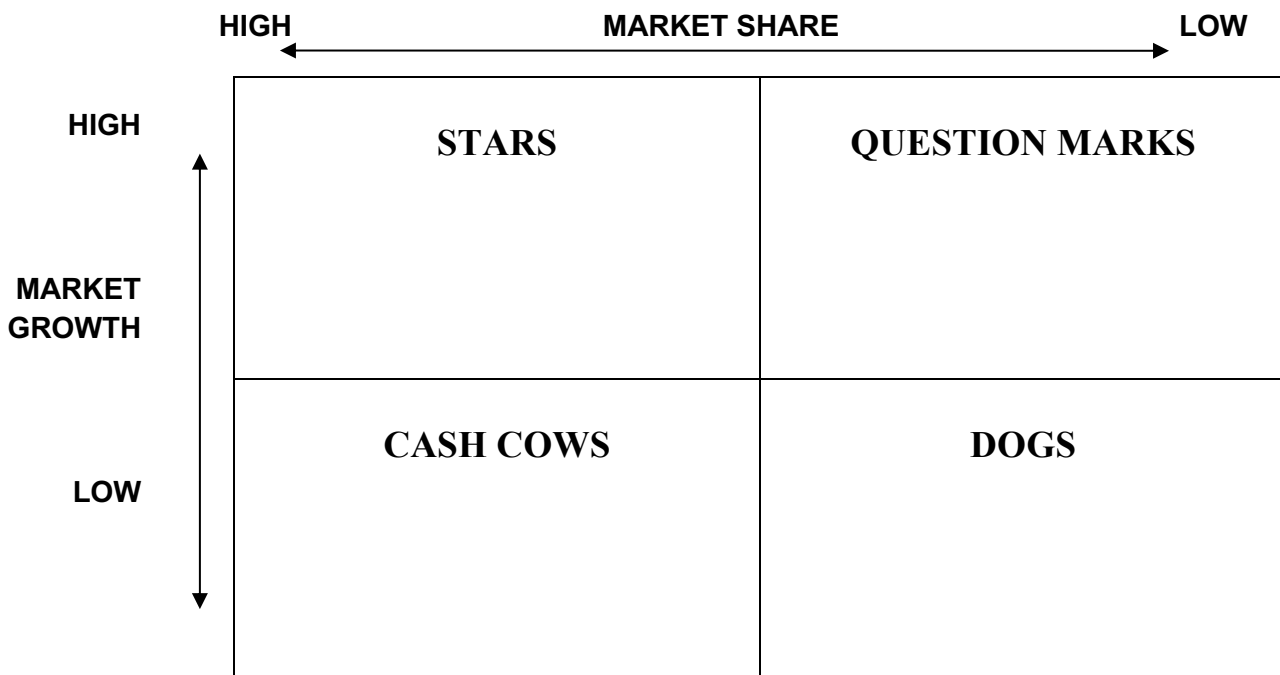 HIGH MARKET SHARE LOW
HIGH
STARS QUESTION MARKS
MARKET
GROWTH
CASH COWS DOGS
LOW